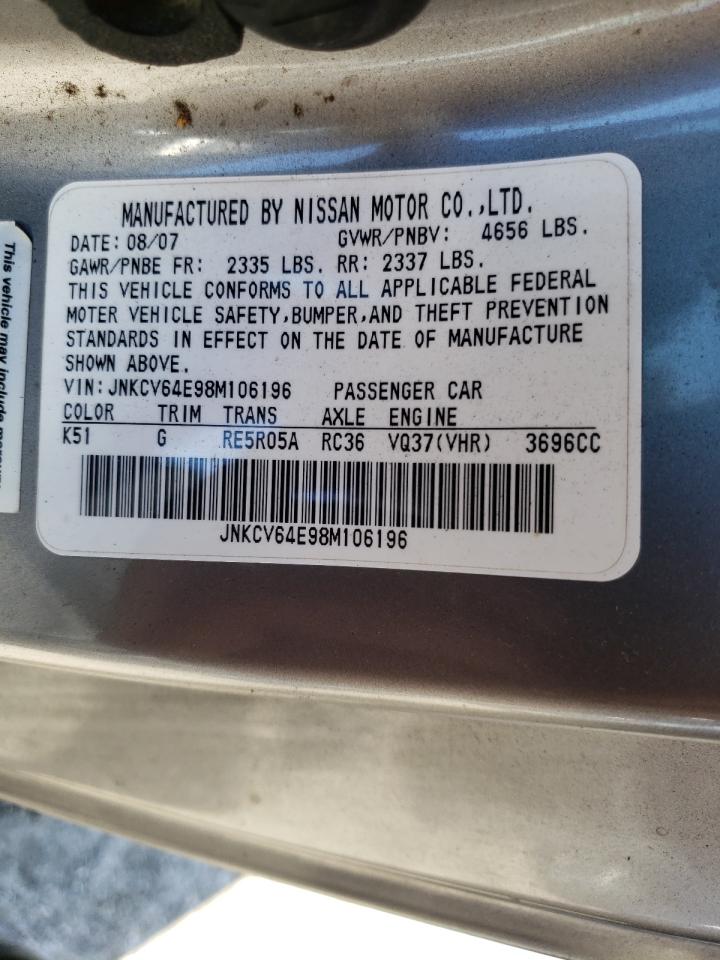 MANUFACTURED BY NISSAN MOTOR CO.,LTD.
DATE: 08/07 GVWR/PNBV: 4656 LBS.
GAWR/PNBE FR: 2335 LBS. RR: 2337 LBS.
THIS VEHICLE CONFORMS TO ALL APPLICABLE FEDERAL
MOTER VEHICLE SAFETY,BUMPER,AND THEFT PREVENTION
STANDARDS IN EFFECT ON THE DATE OF MANUFACTURE
SHOWN ABOVE.
VIN: JNKCV64E98M106196 PASSENGER CAR
COLOR TRIM TRANS AXLE ENGINE
K51 G RE5R05A RC36 VQ37(VHR) 3696CC
JNKCV64E98M106196
This vehicle may include